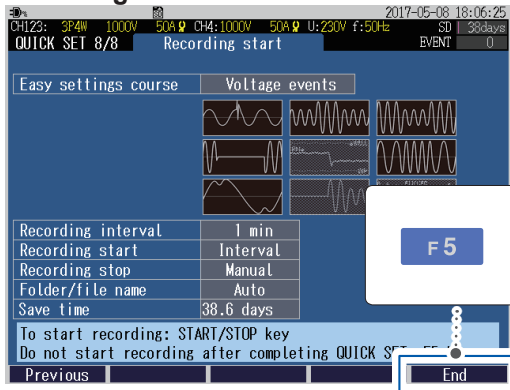 2017-05-08 18:06:25
CH123: 3P4W 1000V 50A CH4:1000V 50A U:230V f:50Hz SD 38days
QUICK SET 8/8 Recording start EVENT 0
Easy settings course Voltage events
Recording interval 1 min
Recording start Interval
Recording stop Manual
Folder/file name Auto
Save time 38.6 days
F 5
To start recording: START/STOP key
Do not start recording after completing QUICK
Previous End